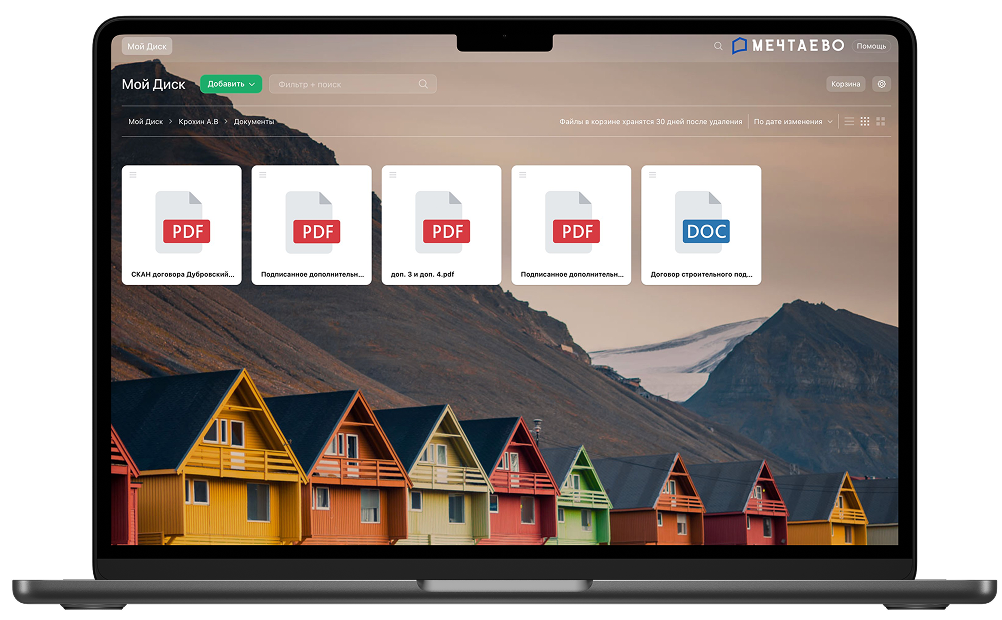 Мой Диск
МЕЧТАЕВО
Помощь
Мой Диск
Добавить
Фильтр + поиск
Корзина
Мой Диск > Крохин А.В > Документы
Файлы в корзине хранятся 30 дней после удаления
По дате изменения
PDF
PDF
PDF
PDF
DOC
СКАН договора Дубровский...
Подписанное дополнительн...
доп. 3 и доп. 4.pdf
Подписанное дополнительн...
Договор строительного под...